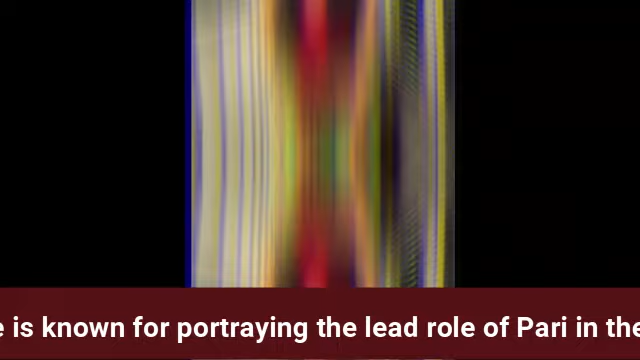 is known for portraying the lead role of Pari in the